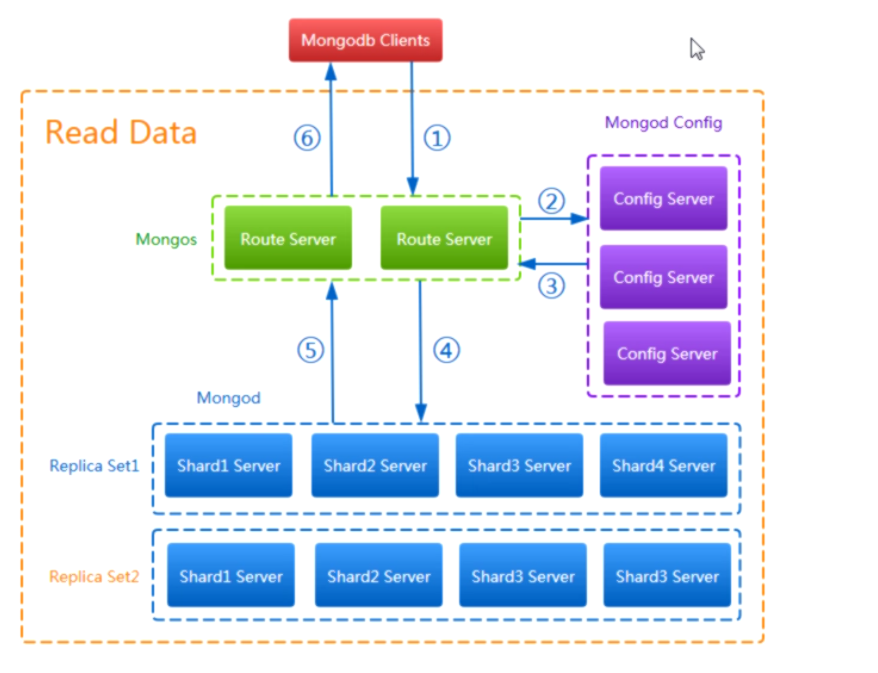 Mongodb Clients
Read Data
⑥
①
Mongod Config
Mongos
Route Server
Route Server
②
③
Config Server
Config Server
Config Server
⑤
④
Mongod
Replica Set1
Shard1 Server
Shard2 Server
Shard3 Server
Shard4 Server
Replica Set2
Shard1 Server
Shard2 Server
Shard3 Server
Shard3 Server